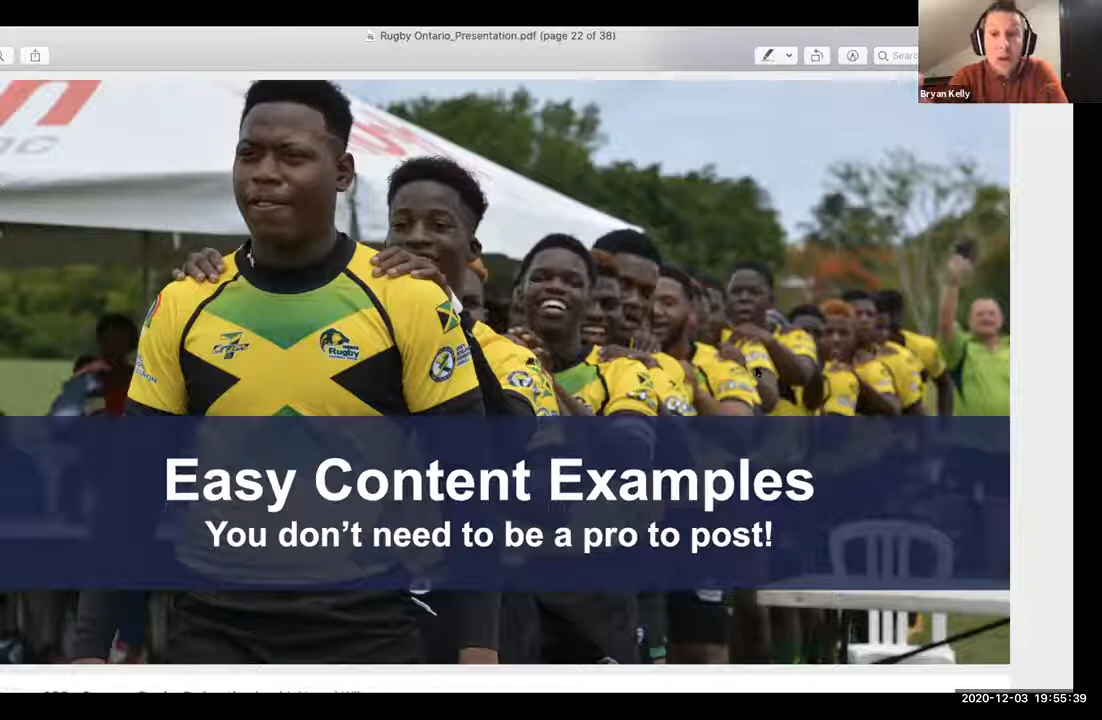 Rugby Ontario_Presentation.pdf (page 22 of 38)
Sear
Bryan Kelly
Rugby
Easy Content Examples
You don't need to be a pro to post!
2020-12-03 19:55:39